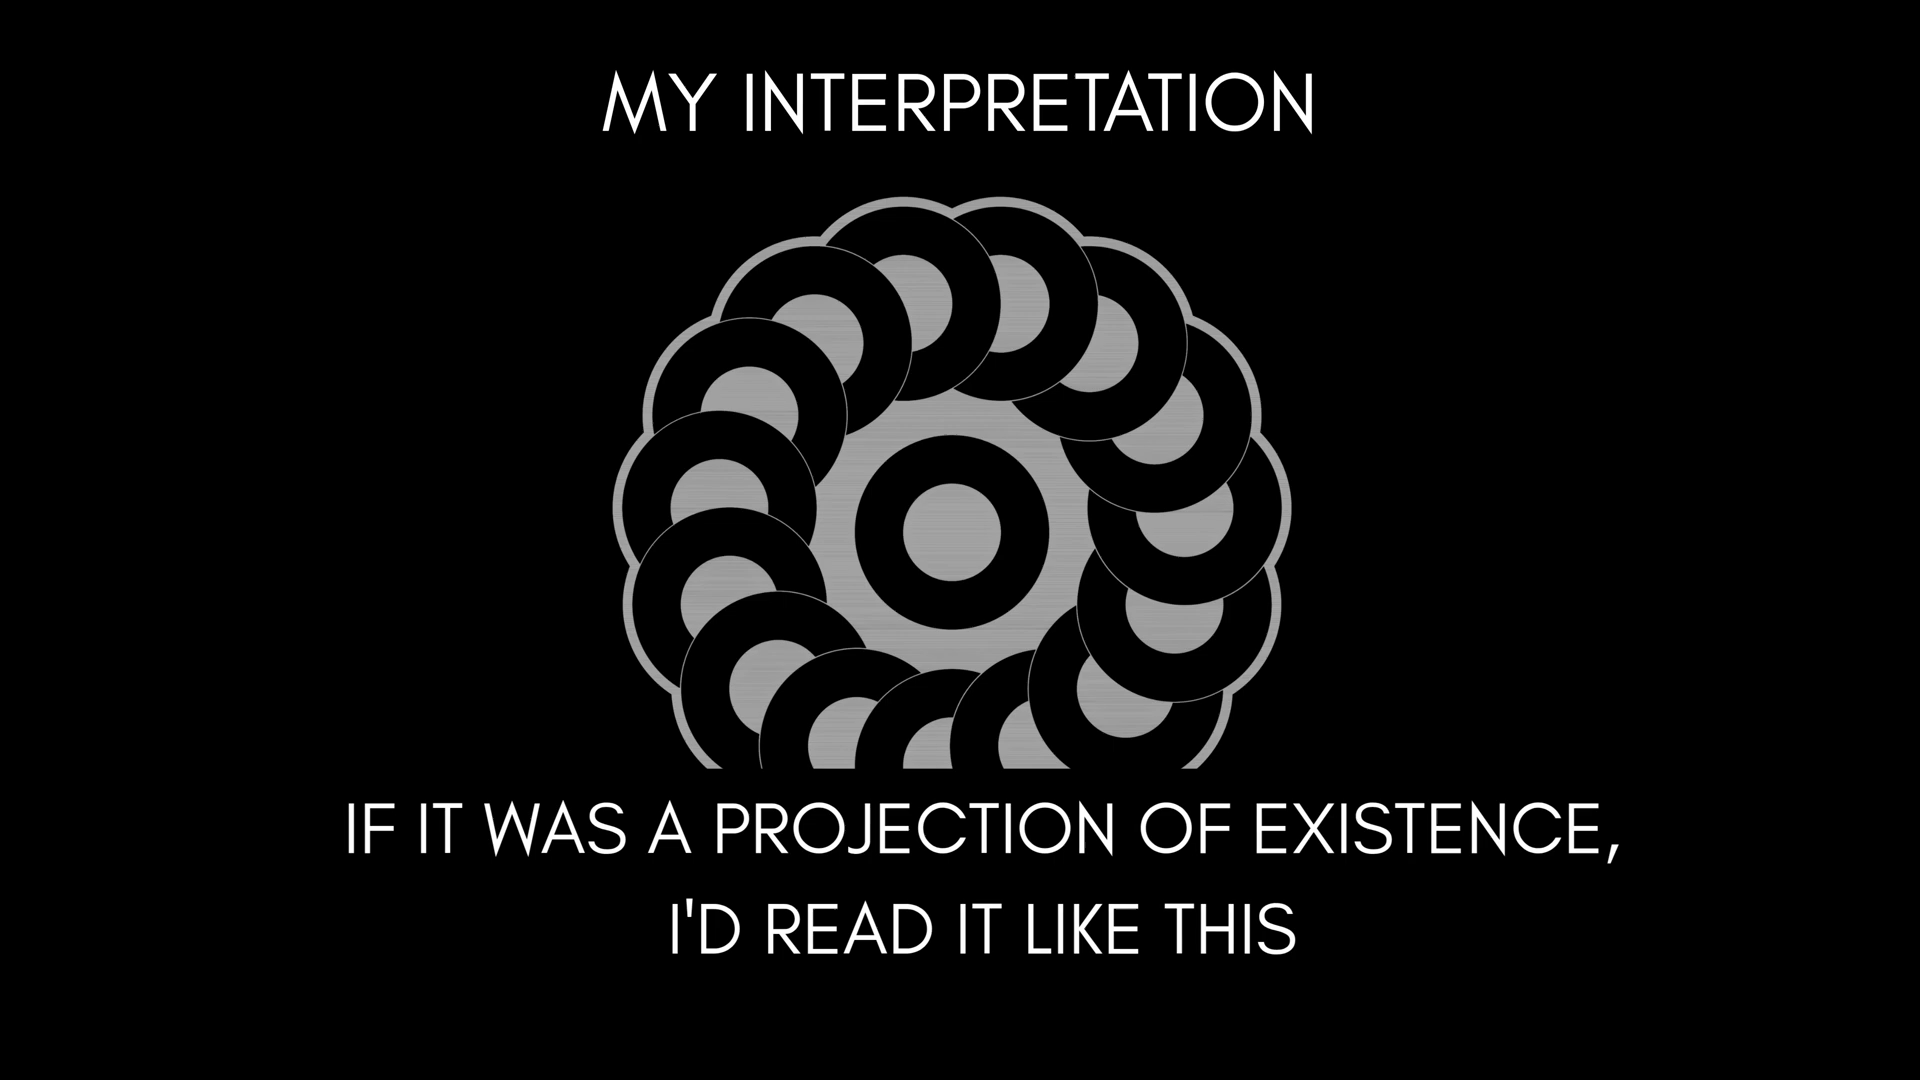 MY INTERPRETATION
IF IT WAS A PROJECTION OF EXISTENCE,
I'D READ IT LIKE THIS